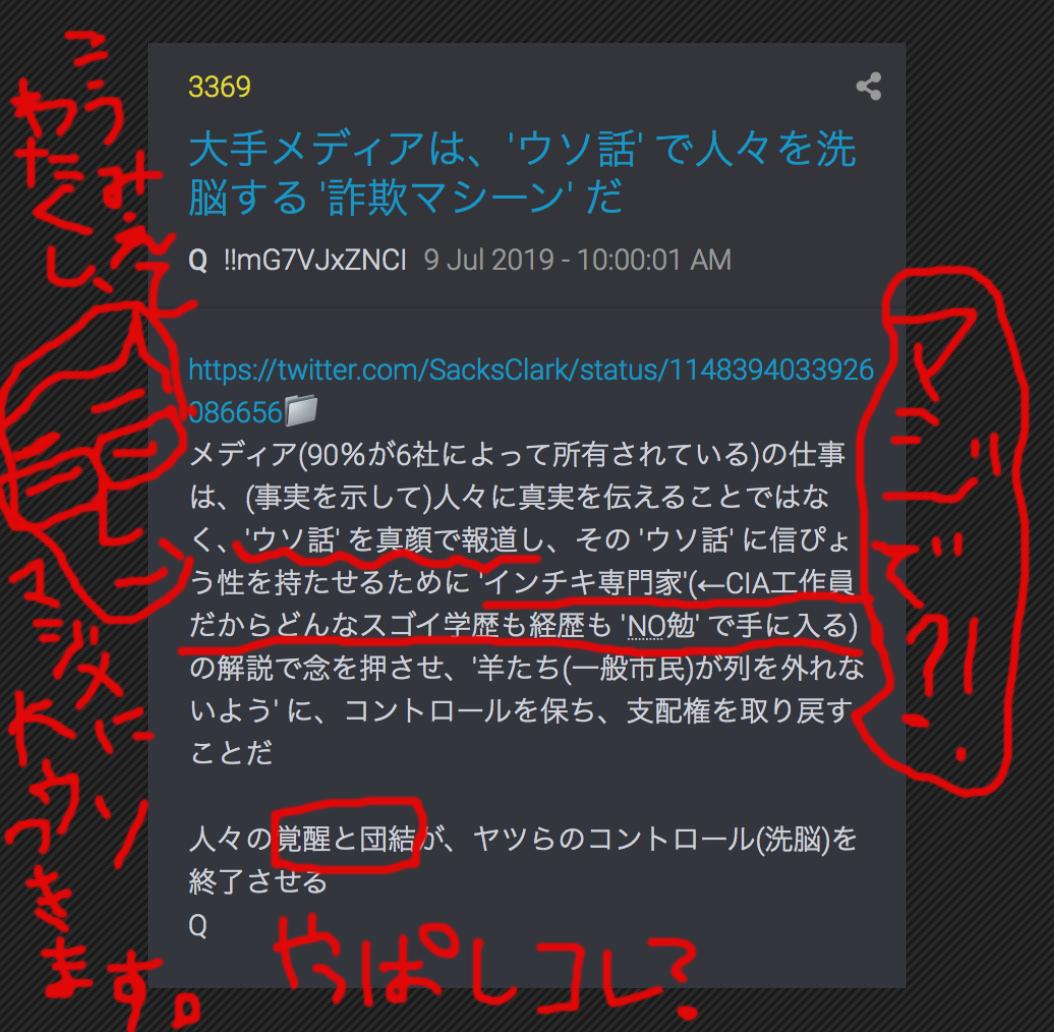 3369
大手メディアは、'ウソ話' で人々を洗
脳する '詐欺マシーン' だ
Q !!mG7VJxZNCI 9 Jul 2019 - 10:00:01 AM
https://twitter.com/SacksClark/status/1148394033926
086656
メディア(90%が6社によって所有されている)の仕事
は、(事実を示して)人々に真実を伝えることではな
く、'ウソ話' を真顔で報道し、その 'ウソ話' に信ぴょ
う性を持たせるために 'インチキ専門家'(←CIA工作員
だからどんなスゴイ学歴も経歴も 'NO勉' で手に入る)
の解説で念を押させ、'羊たち(一般市民)が列を外れな
いよう' に、コントロールを保ち、支配権を取り戻す
ことだ
人々の覚醒と団結が、ヤツらのコントロール(洗脳)を
終了させる
Q
こうみえて
わたくし、
マジメに
ウソ
つきます。
マジで?!
やっぱしコレ?